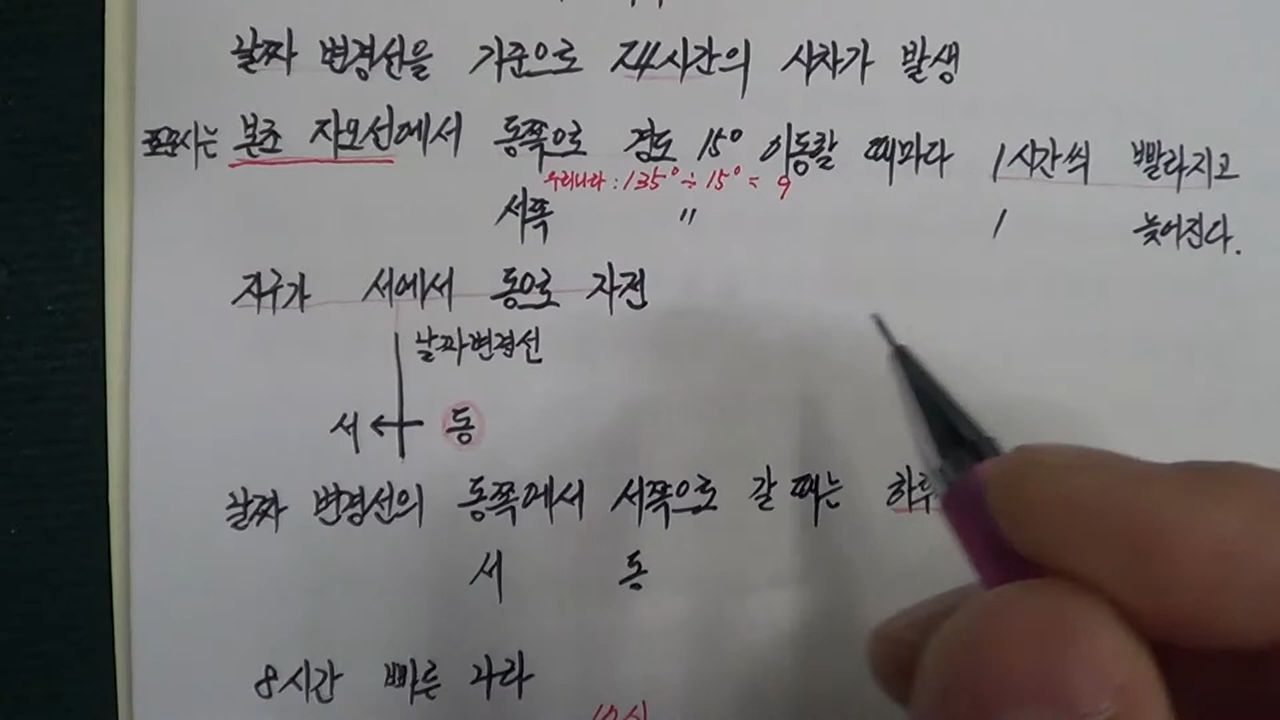 날짜 변경선을 기준으로 24시간의 시차가 발생
표준시는 본초 자오선에서 동쪽으로 경도 15° 이동할 때마다 1시간씩 빨라지고
우리나라 : 135° ÷ 15° = 9
서쪽 〃 1 늦어진다.
지구가 서에서 동으로 자전
날짜변경선
서 ← 동
날짜 변경선의 동쪽에서 서쪽으로 갈 때는 하루
서 동
8시간 빠른 나라